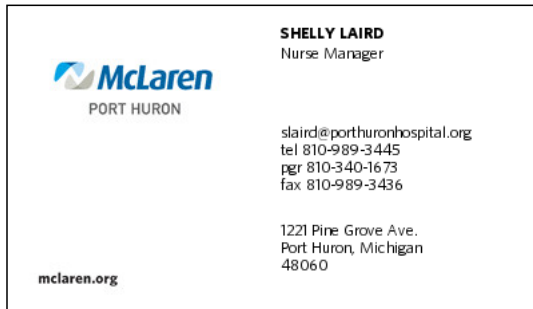 McLaren
PORT HURON
mclaren.org
SHELLY LAIRD
Nurse Manager
slaird@porthuronhospital.org
tel 810-989-3445
pgr 810-340-1673
fax 810-989-3436
1221 Pine Grove Ave.
Port Huron, Michigan
48060